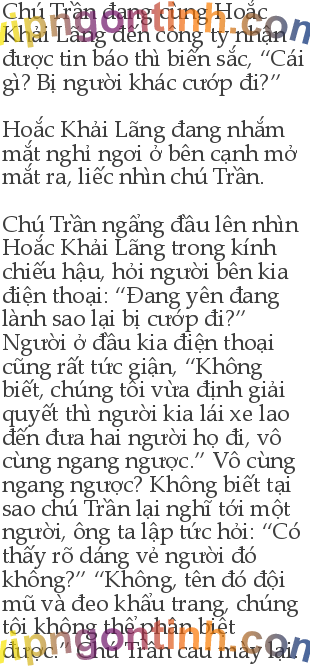 Chú Trần đang cùng Hoắc
Khải Lãng đến công ty nhận
được tin báo thì biến sắc, “Cái
gì? Bị người khác cướp đi?”
Hoắc Khải Lãng đang nhắm
mắt nghỉ ngơi ở bên cạnh mở
mắt ra, liếc nhìn chú Trần.
Chú Trần ngẩng đầu lên nhìn
Hoắc Khải Lãng trong kính
chiếu hậu, hỏi người bên kia
điện thoại: “Đang yên đang
lành sao lại bị cướp đi?”
Người ở đầu kia điện thoại
cũng rất tức giận, “Không
biết, chúng tôi vừa định giải
quyết thì người kia lái xe lao
đến đưa hai người họ đi, vô
cùng ngang ngược.” Vô cùng
ngang ngược? Không biết tại
sao chú Trần lại nghĩ tới một
người, ông ta lập tức hỏi: “Có
thấy rõ dáng vẻ người đó
không?” “Không, tên đó đội
mũ và đeo khẩu trang, chúng
tôi không thể phân biệt
được.” Chú Trần cau mày lại
vipngontinh.com
vipngontinh.com